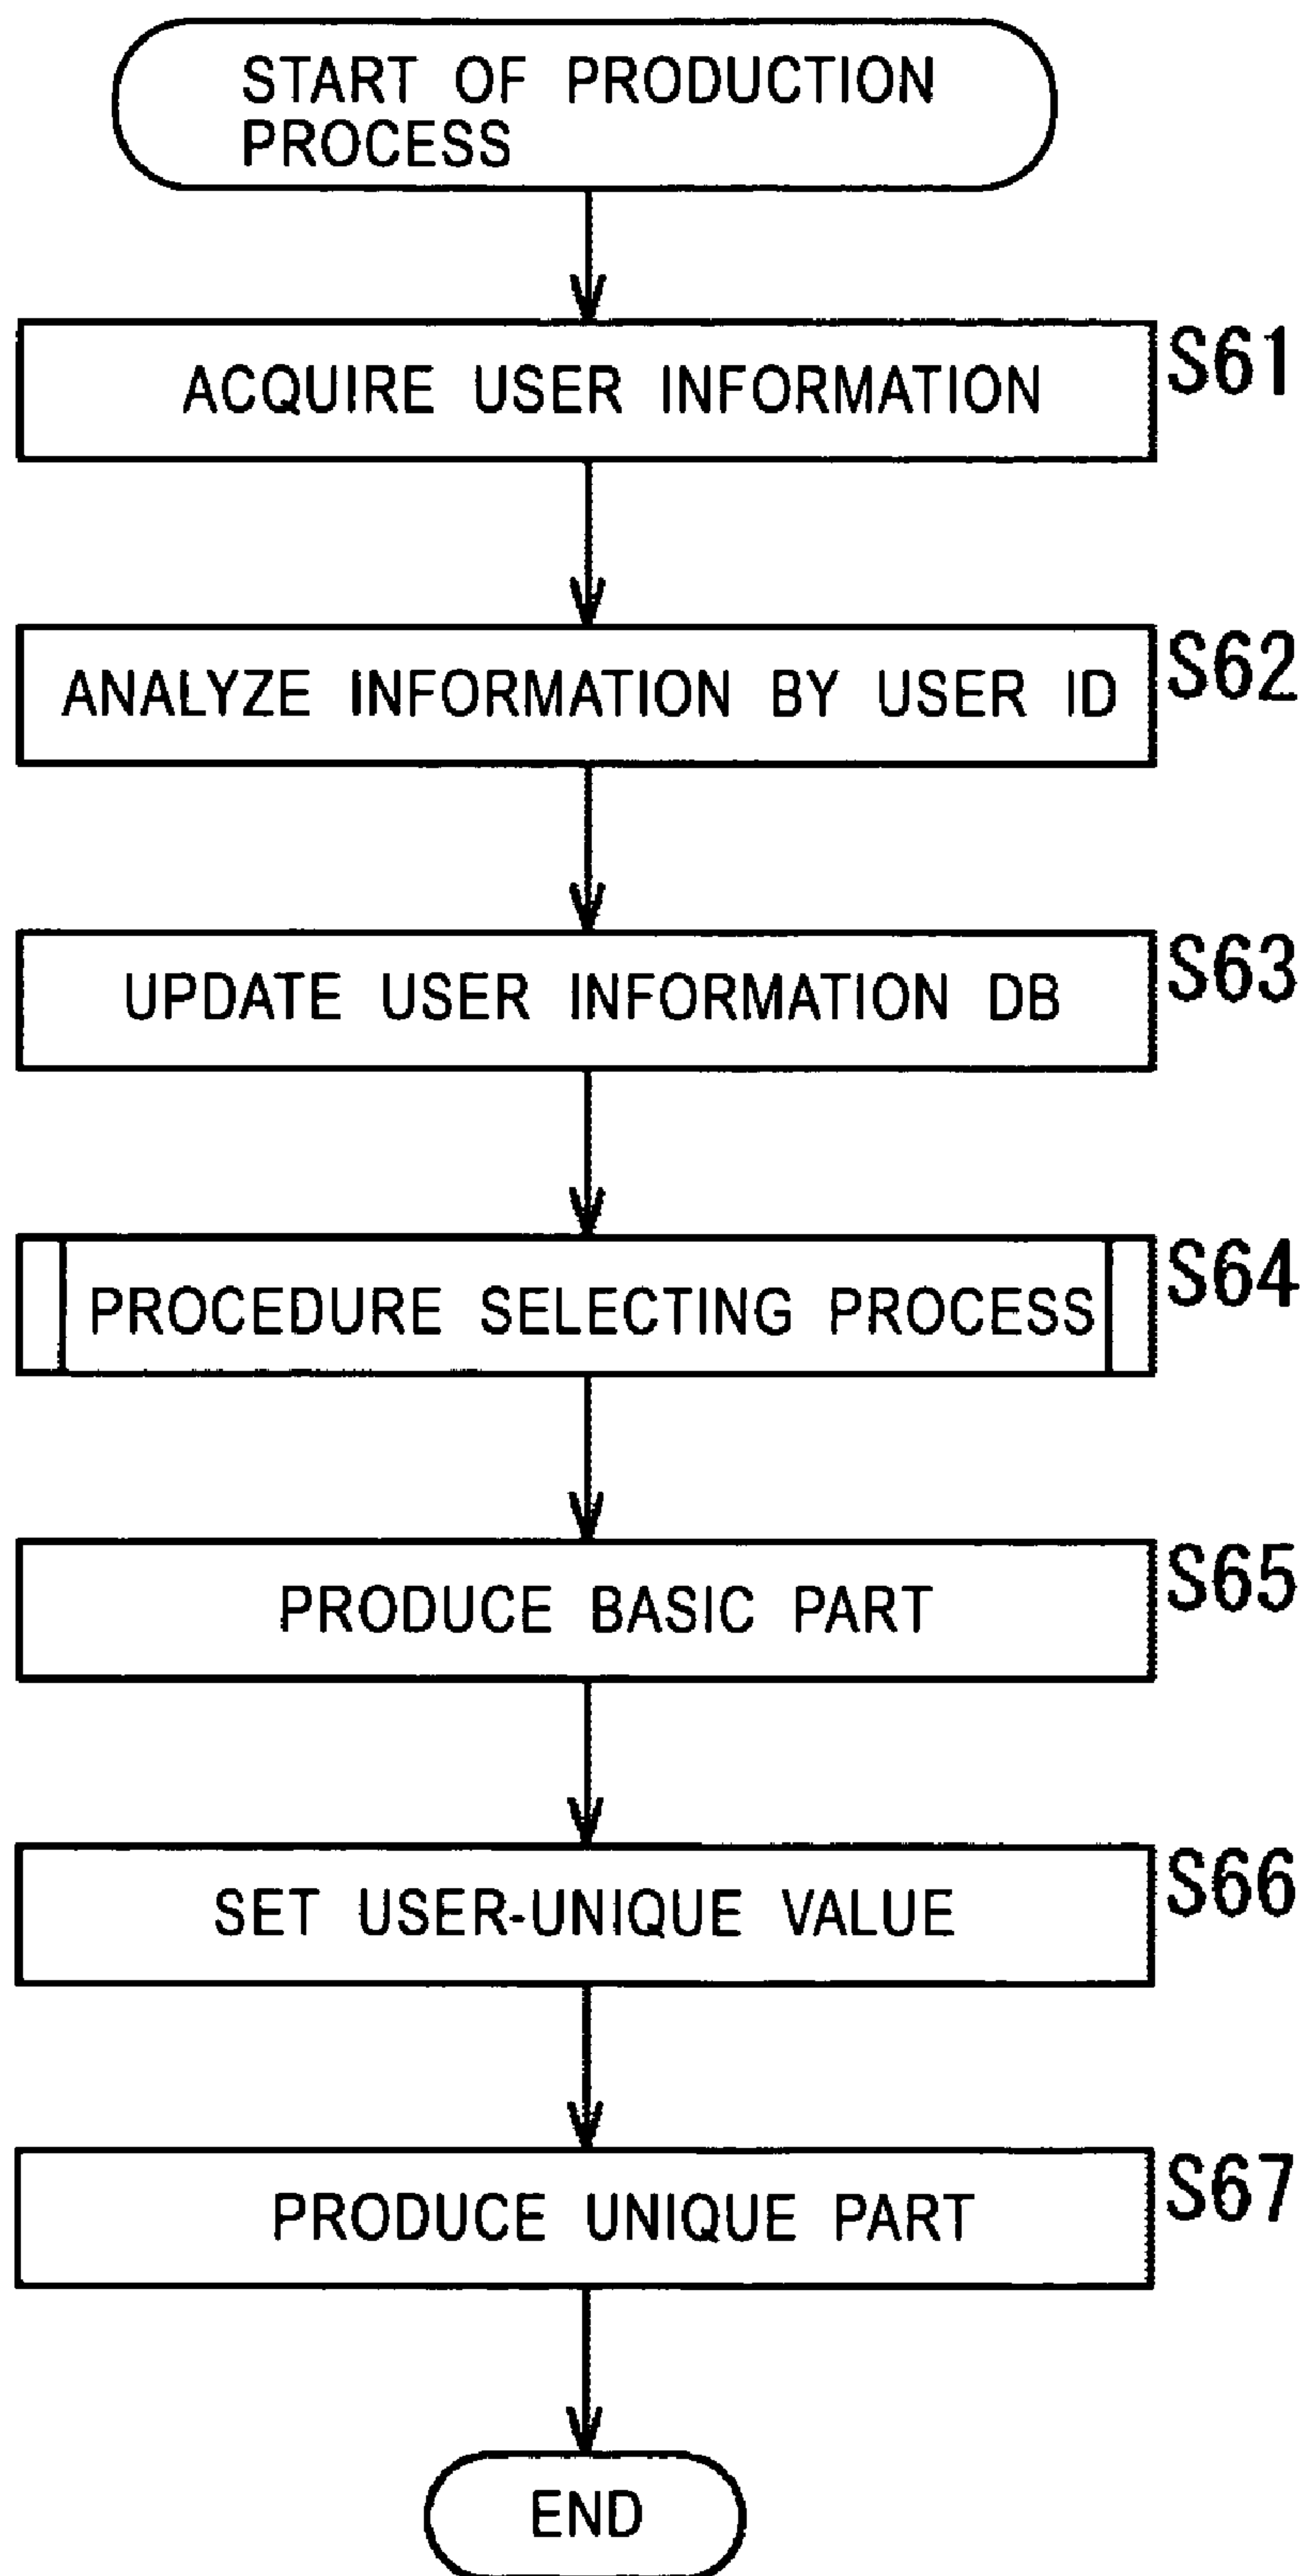 START OF PRODUCTION
PROCESS
ACQUIRE USER INFORMATION
S61
ANALYZE INFORMATION BY USER ID
S62
UPDATE USER INFORMATION DB
S63
PROCEDURE SELECTING PROCESS
S64
PRODUCE BASIC PART
S65
SET USER-UNIQUE VALUE
S66
PRODUCE UNIQUE PART
S67
END